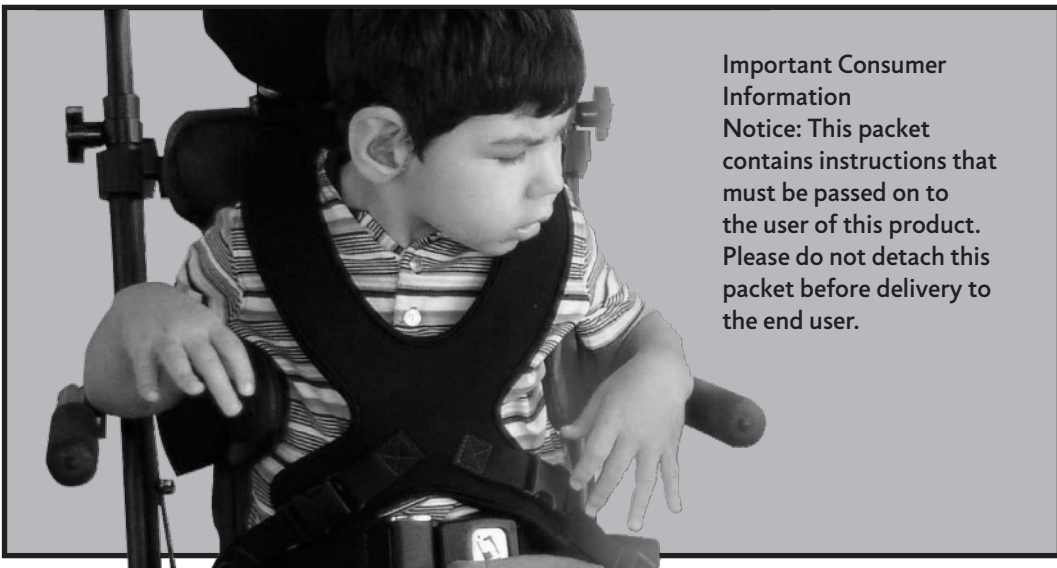 Important Consumer
Information
Notice: This packet
contains instructions that
must be passed on to
the user of this product.
Please do not detach this
packet before delivery to
the end user.